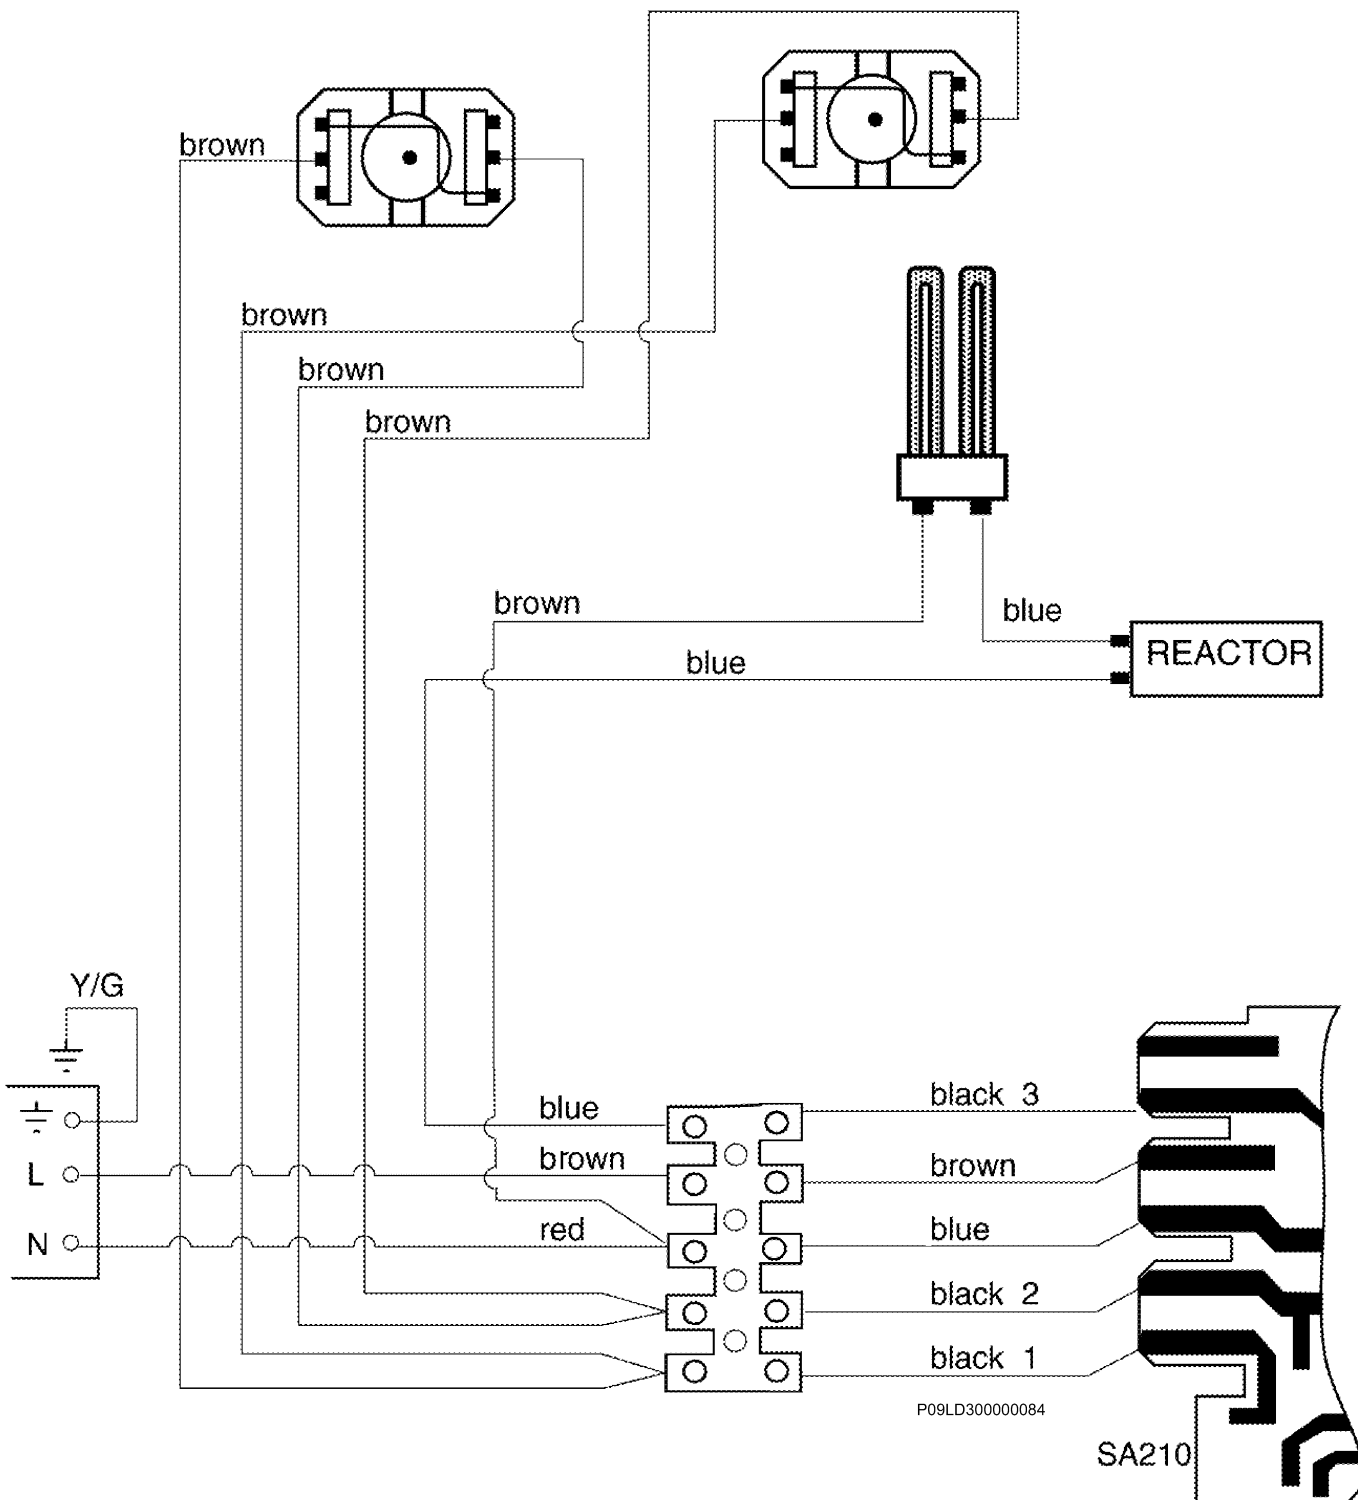 brown
brown
brown
brown
brown
blue
REACTOR
blue
Y/G
blue
black 3
L
brown
brown
N
red
blue
black 2
black 1
P09LD300000084
SA210